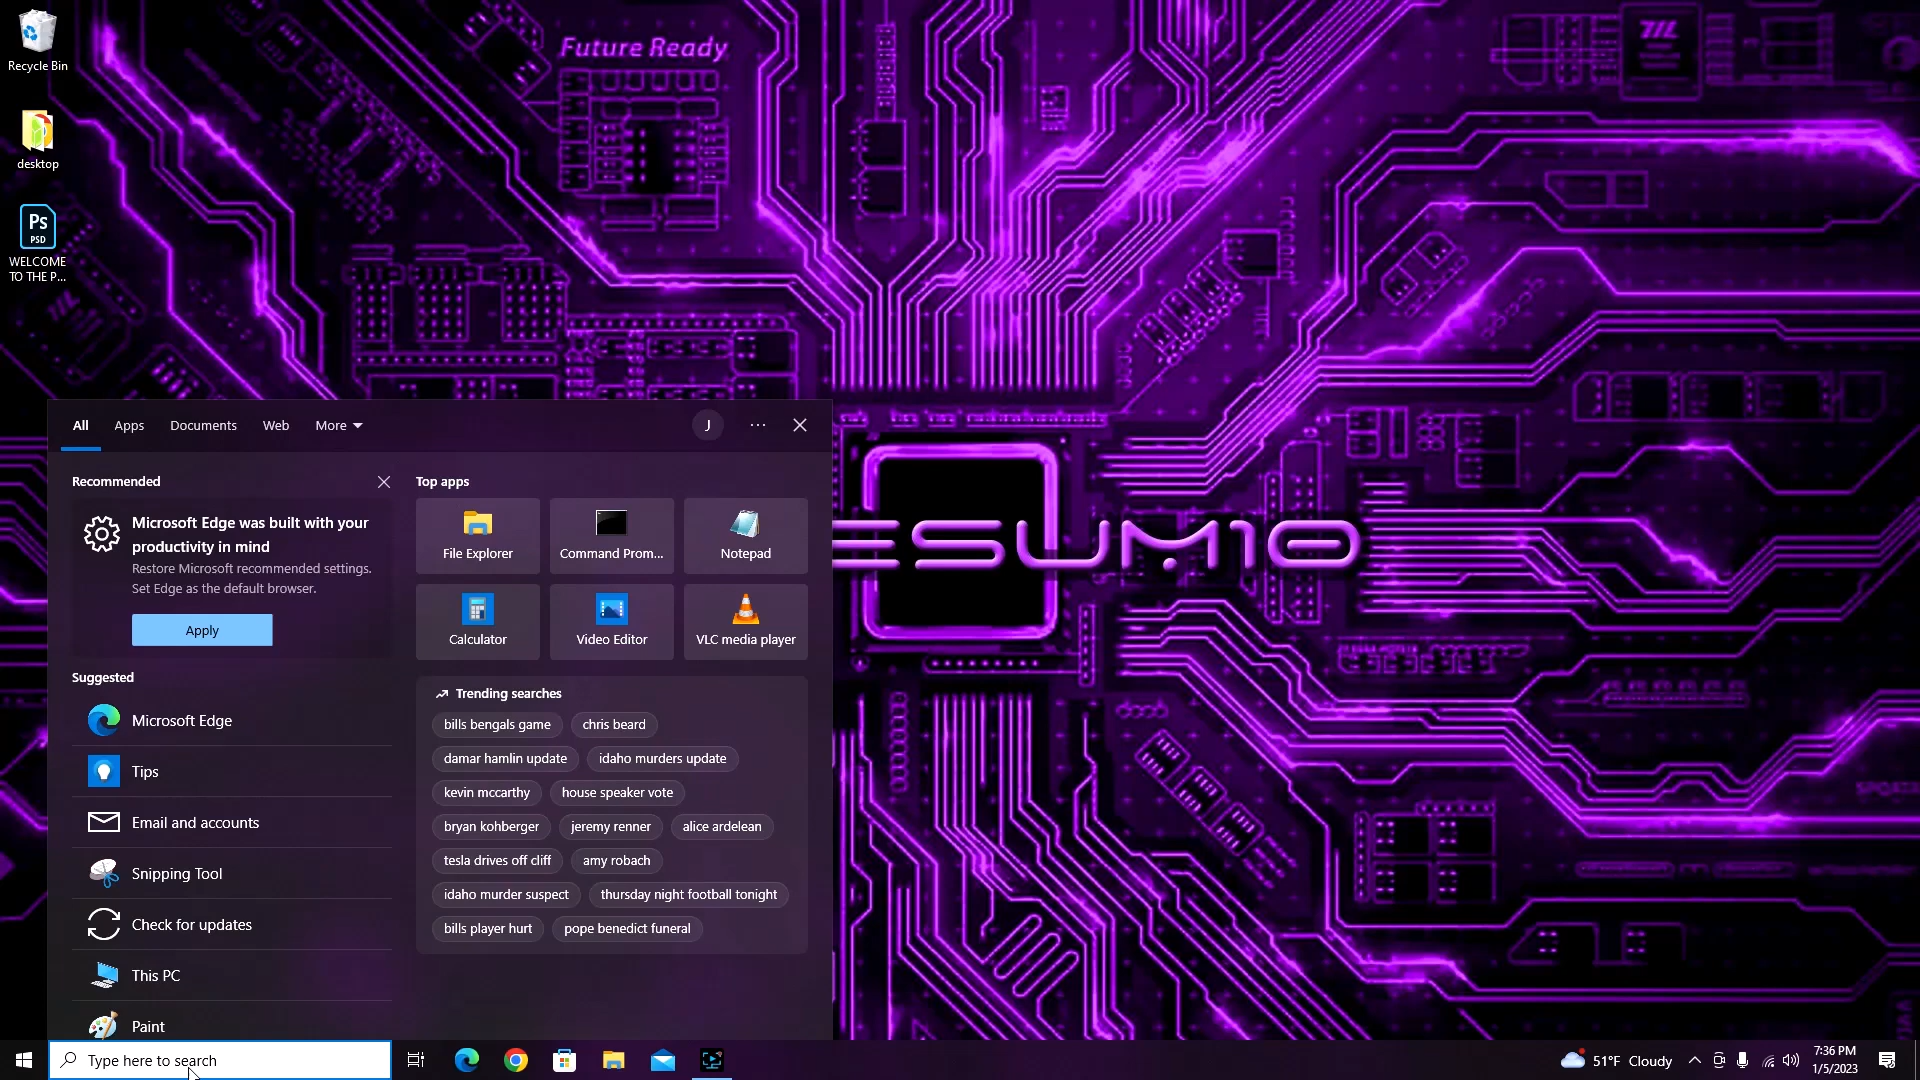 Recycle Bin
desktop
Ps
PSD
WELCOME
TO THE P...
Future Ready
ESUM10
All Apps Documents Web More J ... 
Recommended
Microsoft Edge was built with your
productivity in mind
Restore Microsoft recommended settings.
Set Edge as the default browser.
Apply
Suggested
Microsoft Edge
Tips
Email and accounts
Snipping Tool
Check for updates
This PC
Paint
Top apps
File Explorer Command Prom... Notepad
Calculator Video Editor VLC media player
Trending searches
bills bengals game chris beard
damar hamlin update idaho murders update
kevin mccarthy house speaker vote
bryan kohberger jeremy renner alice ardelean
tesla drives off cliff amy robach
idaho murder suspect thursday night football tonight
bills player hurt pope benedict funeral
Type here to search
51°F Cloudy
7:36 PM
1/5/2023